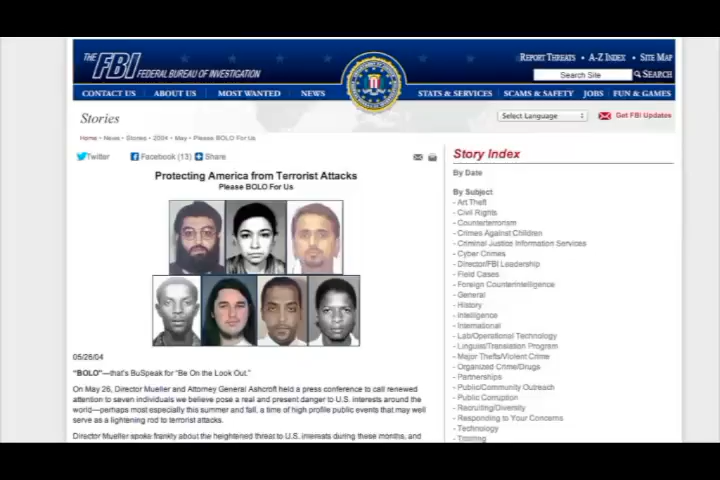 THE FBI FEDERAL BUREAU OF INVESTIGATION
REPORT THREATS • A-Z INDEX • SITE MAP
Search Site SEARCH
CONTACT US ABOUT US MOST WANTED NEWS STATS & SERVICES SCAMS & SAFETY JOBS FUN & GAMES
Stories
Select Language Get FBI Updates
Home • News • Stories • 2004 • May • Please BOLO For Us
Twitter Facebook (13) Share
Protecting America from Terrorist Attacks
Please BOLO For Us
05/26/04
"BOLO"—that's BuSpeak for "Be On the Look Out."
On May 26, Director Mueller and Attorney General Ashcroft held a press conference to call renewed
attention to seven individuals we believe pose a real and present danger to U.S. interests around the
world—perhaps most especially this summer and fall, a time of high profile public events that may well
serve as a lightening rod to terrorist attacks.
Director Mueller spoke frankly about the heightened threat to U.S. interests during these months, and
Story Index
By Date
By Subject
- Art Theft
- Civil Rights
- Counterterrorism
- Crimes Against Children
- Criminal Justice Information Services
- Cyber Crimes
- Director/FBI Leadership
- Field Cases
- Foreign Counterintelligence
- General
- History
- Intelligence
- International
- Lab/Operational Technology
- Linguist/Translation Program
- Major Thefts/Violent Crime
- Organized Crime/Drugs
- Partnerships
- Public/Community Outreach
- Public Corruption
- Recruiting/Diversity
- Responding to Your Concerns
- Technology
- Training